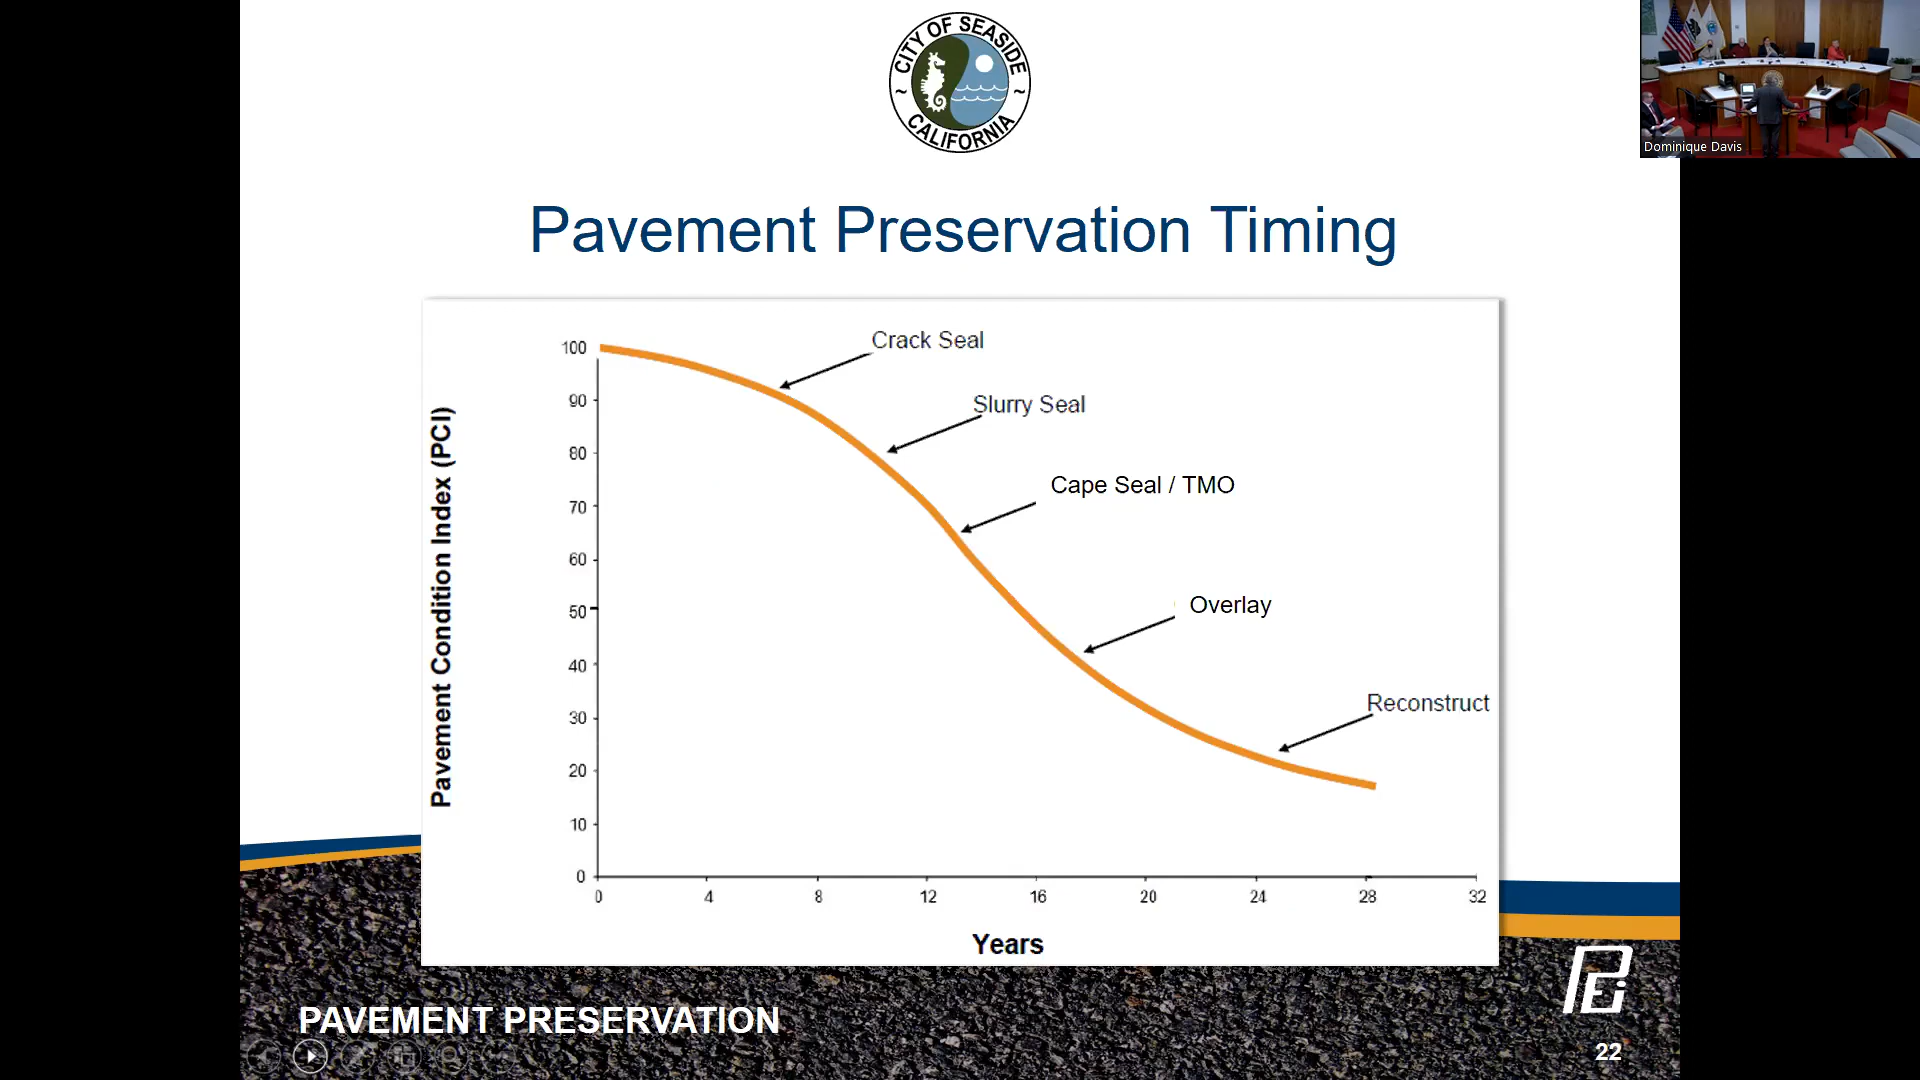 CITY OF SEASIDE
~ ~
CALIFORNIA
Dominique Davis
Pavement Preservation Timing
Pavement Condition Index (PCI)
100
90
80
70
60
50
40
30
20
10
0
Crack Seal
Slurry Seal
Cape Seal / TMO
Overlay
Reconstruct
0 4 8 12 16 20 24 28 32
Years
PEi
PAVEMENT PRESERVATION
22